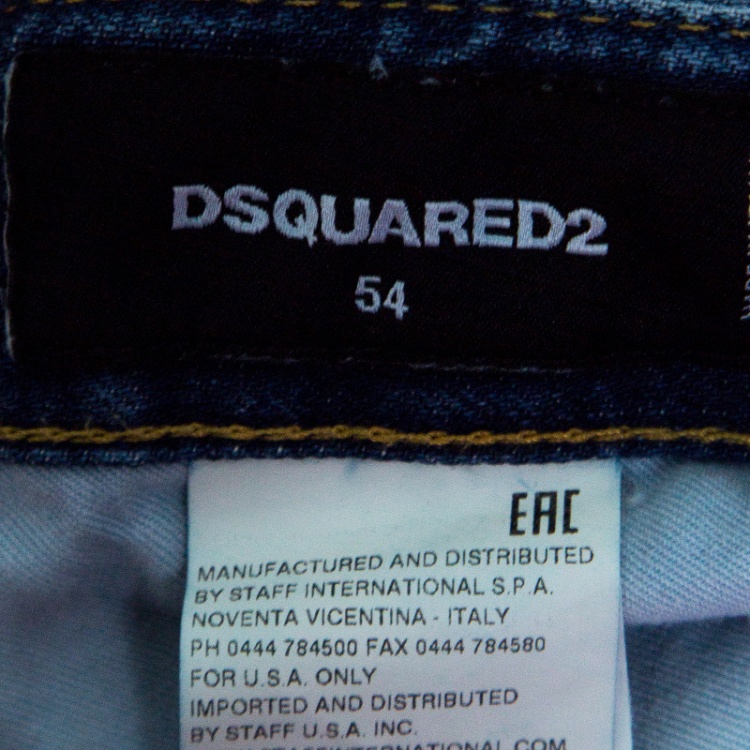 DSQUARED2
54
EAC
MANUFACTURED AND DISTRIBUTED
BY STAFF INTERNATIONAL S.P.A.
NOVENTA VICENTINA - ITALY
PH 0444 784500 FAX 0444 784580
FOR U.S.A. ONLY
IMPORTED AND DISTRIBUTED
BY STAFF U.S.A. INC.